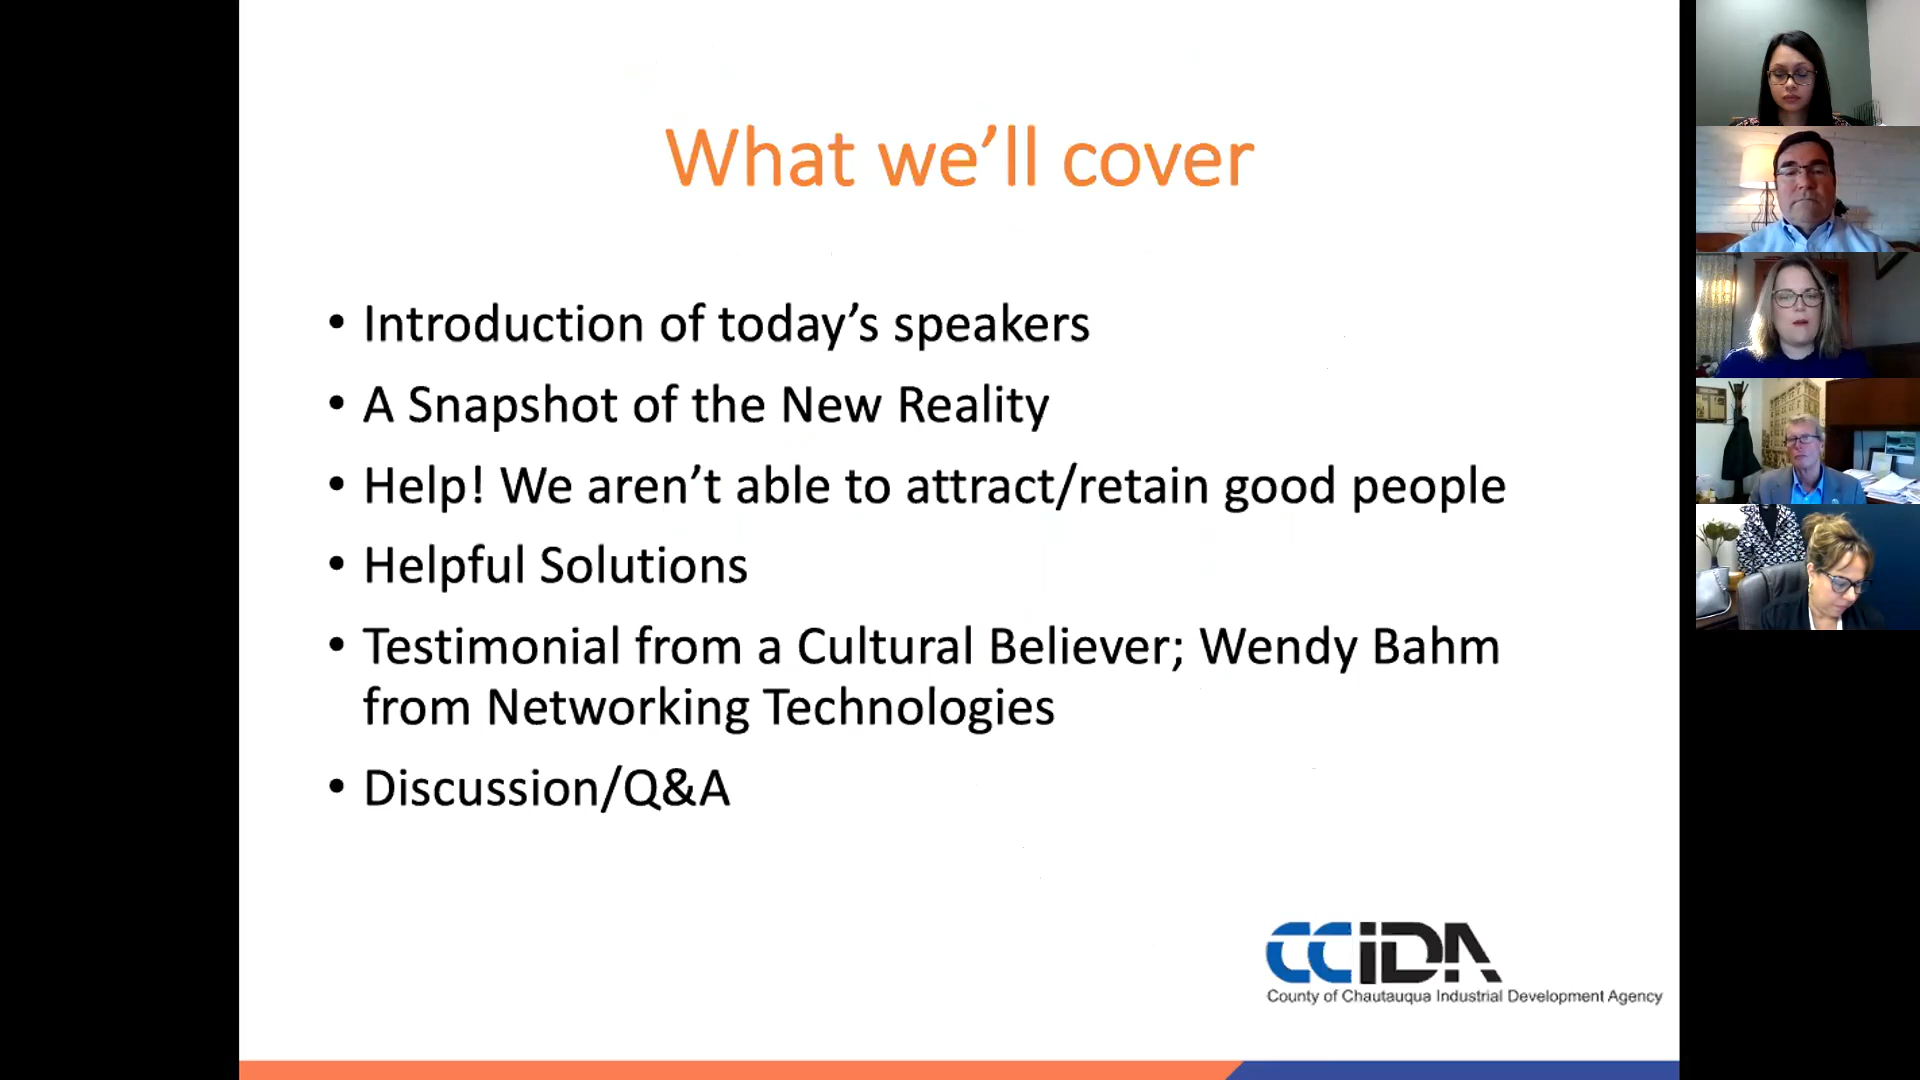 What we’ll cover
• Introduction of today’s speakers
• A Snapshot of the New Reality
• Help! We aren’t able to attract/retain good people
• Helpful Solutions
• Testimonial from a Cultural Believer; Wendy Bahm
from Networking Technologies
• Discussion/Q&A
CCIDA
County of Chautauqua Industrial Development Agency